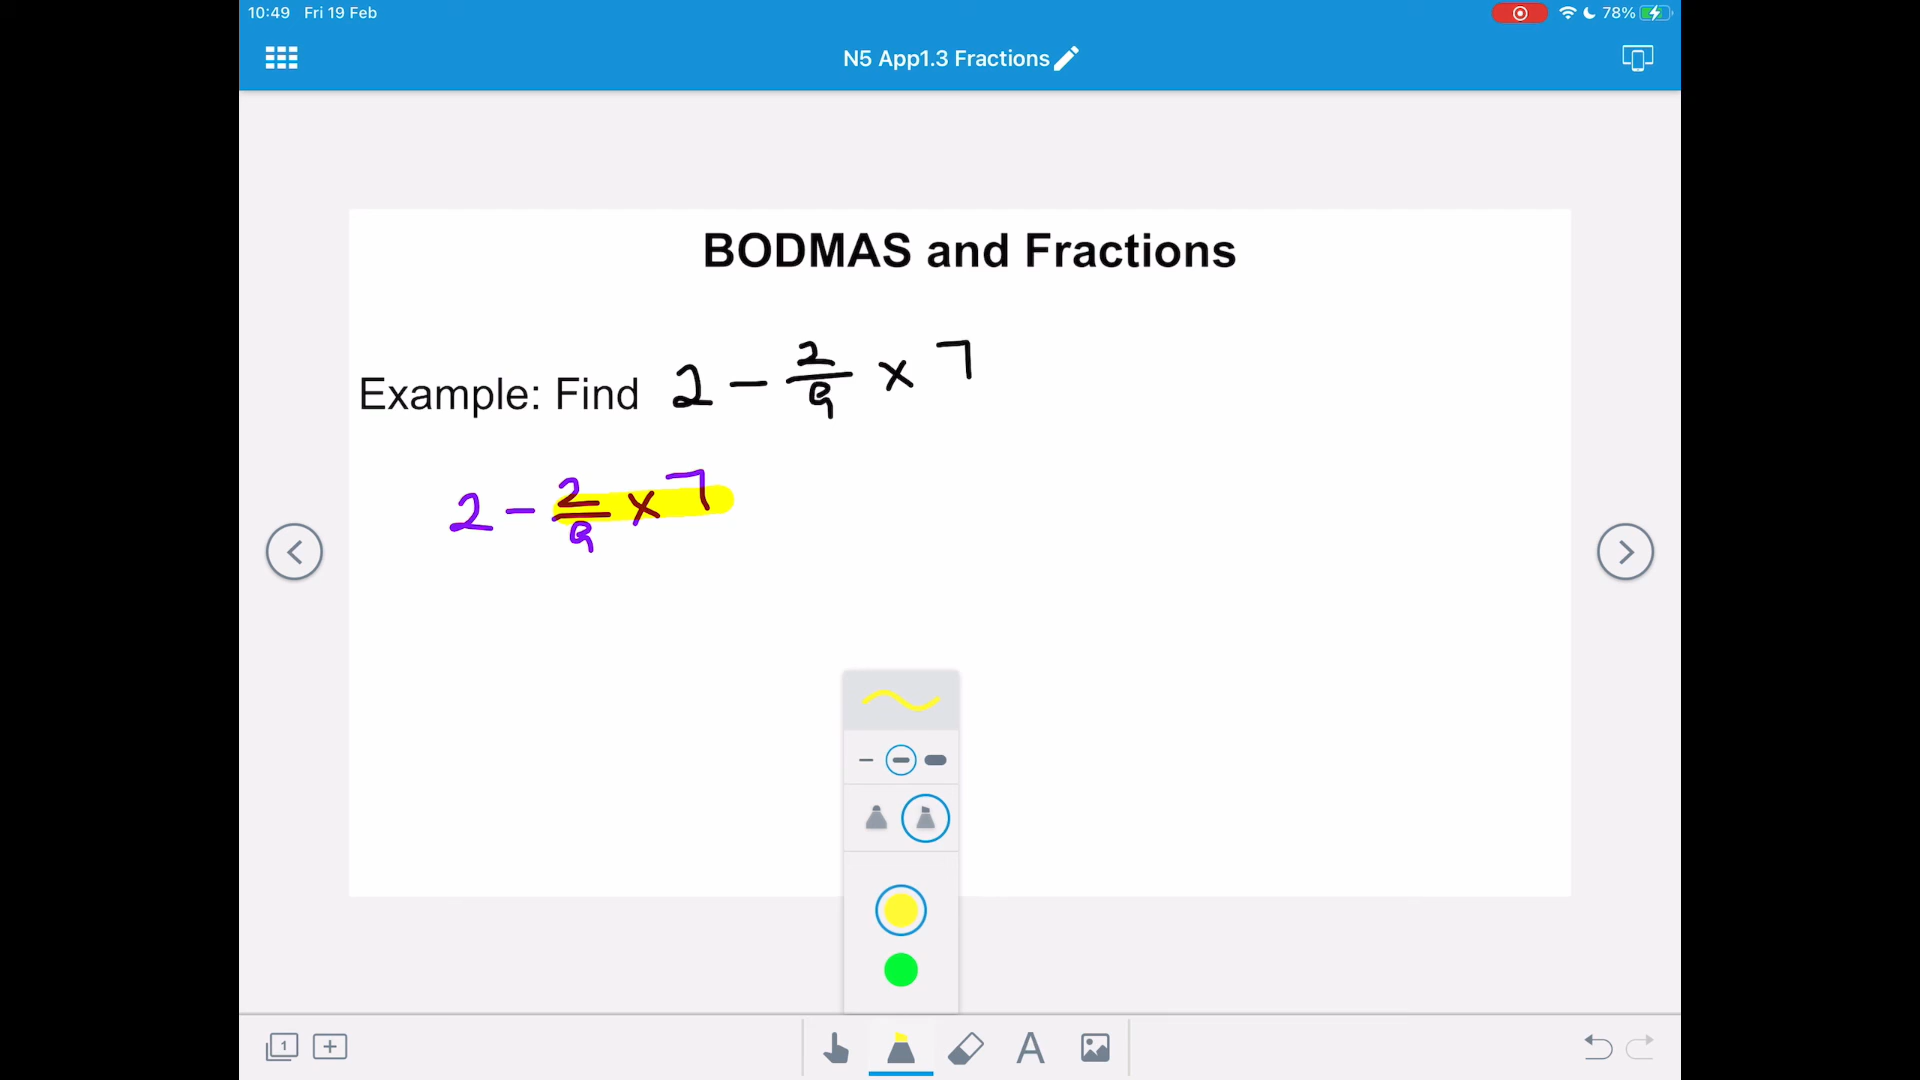 10:49 Fri 19 Feb 78%
N5 App1.3 Fractions
BODMAS and Fractions
Example: Find 2 - 2/9 x 7
2 - 2/9 x 7
1 A